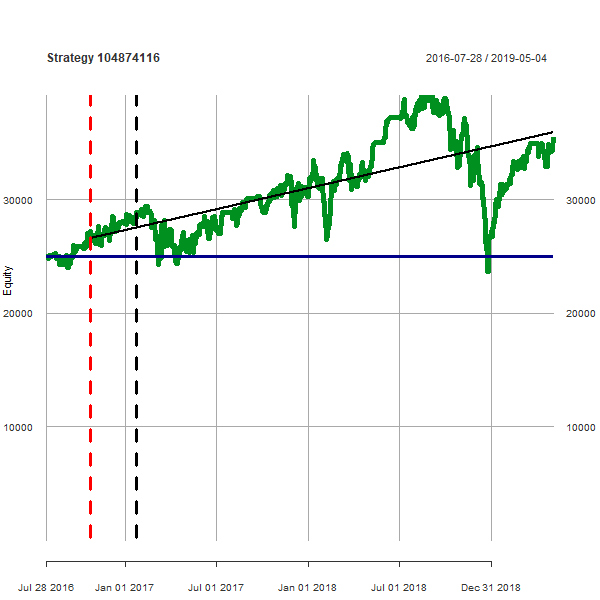 Strategy 104874116
2016-07-28 / 2019-05-04
30000
30000
Equity
20000
20000
10000
10000
Jul 28 2016
Jan 01 2017
Jul 01 2017
Jan 01 2018
Jul 01 2018
Dec 31 2018